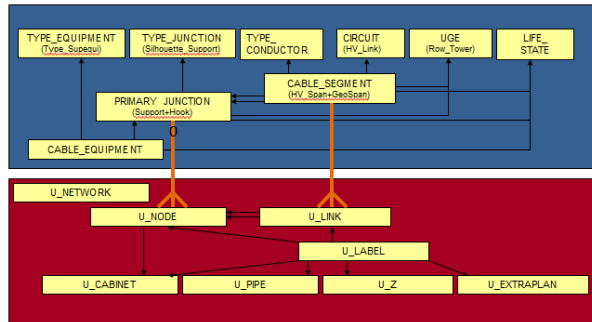 TYPE_EQUIPMENT
(Type_Supequi)
TYPE_JUNCTION
(Silhouette_Support)
TYPE_
CONDUCTOR
CIRCUIT
(HV_Link)
UGE
(Row_Tower)
LIFE_
STATE
CABLE_SEGMENT
(HV_Span+GeoSpan)
PRIMARY JUNCTION
(Support+Hook)
0
CABLE_EQUIPMENT
U_NETWORK
U_NODE
U_LINK
U_LABEL
U_CABINET
U_PIPE
U_Z
U_EXTRAPLAN